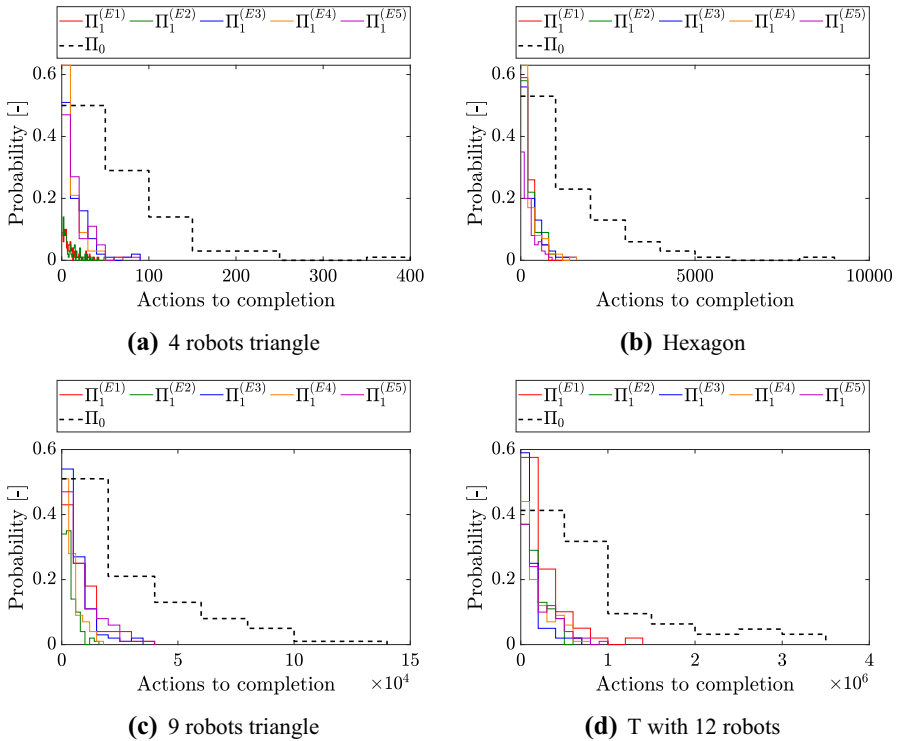 Π₁^(E1) Π₁^(E2) Π₁^(E3) Π₁^(E4) Π₁^(E5)
Π₀
Probability [-]
0.6
0.4
0.2
0
0 100 200 300 400
Actions to completion
(a) 4 robots triangle
Π₁^(E1) Π₁^(E2) Π₁^(E3) Π₁^(E4) Π₁^(E5)
Π₀
Probability [-]
0.6
0.4
0.2
0
0 5000 10000
Actions to completion
(b) Hexagon
Π₁^(E1) Π₁^(E2) Π₁^(E3) Π₁^(E4) Π₁^(E5)
Π₀
Probability [-]
0.6
0.4
0.2
0
0 5 10 15
Actions to completion ×10⁴
(c) 9 robots triangle
Π₁^(E1) Π₁^(E2) Π₁^(E3) Π₁^(E4) Π₁^(E5)
Π₀
Probability [-]
0.6
0.4
0.2
0
0 1 2 3 4
Actions to completion ×10⁶
(d) T with 12 robots